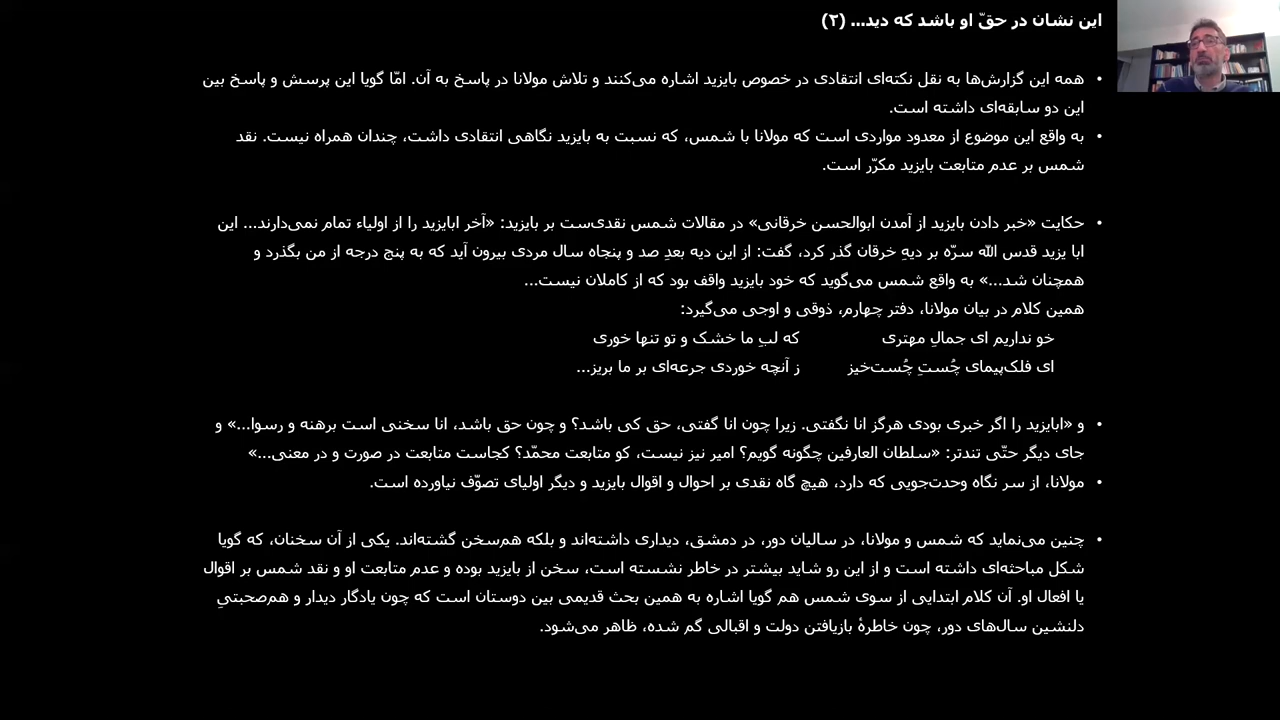 این نشان در حقّ او باشد که دید... (۲)
همه این گزارش‌ها به نقل نکته‌ای انتقادی در خصوص بایزید اشاره می‌کنند و تلاش مولانا در پاسخ به آن. امّا گویا این پرسش و پاسخ بین
این دو سابقه‌ای داشته است.
به واقع این موضوع از معدود مواردی است که مولانا با شمس، که نسبت به بایزید نگاهی انتقادی داشت، چندان همراه نیست. نقد
شمس بر عدم متابعت بایزید مکرّر است.
حکایت «خبر دادن بایزید از آمدن ابوالحسن خرقانی» در مقالات شمس نقدی‌ست بر بایزید: «آخر ابایزید را از اولیاء تمام نمی‌دارند... این
ابا یزید قدس الله سرّه بر دیهِ خرقان گذر کرد، گفت: از این دیه بعدِ صد و پنجاه سال مردی بیرون آید که به پنج درجه از من بگذرد و
همچنان شد...» به واقع شمس می‌گوید که خود بایزید واقف بود که از کاملان نیست...
همین کلام در بیان مولانا، دفتر چهارم، ذوقی و اوجی می‌گیرد:
خو نداریم ای جمالِ مهتری که لبِ ما خشک و تو تنها خوری
ای فلک‌پیمای چُستِ چُست‌خیز ز آنچه خوردی جرعه‌ای بر ما بریز...
و «ابایزید را اگر خبری بودی هرگز انا نگفتی. زیرا چون انا گفتی، حق کی باشد؟ و چون حق باشد، انا سخنی است برهنه و رسوا...» و
جای دیگر حتّی تندتر: «سلطان العارفین چگونه گویم؟ امیر نیز نیست، کو متابعت محمّد؟ کجاست متابعت در صورت و در معنی...»
مولانا، از سر نگاه وحدت‌جویی که دارد، هیچ گاه نقدی بر احوال و اقوال بایزید و دیگر اولیای تصوّف نیاورده است.
چنین می‌نماید که شمس و مولانا، در سالیان دور، در دمشق، دیداری داشته‌اند و بلکه هم‌سخن گشته‌اند. یکی از آن سخنان، که گویا
شکل مباحثه‌ای داشته است و از این رو شاید بیشتر در خاطر نشسته است، سخن از بایزید بوده و عدم متابعت او و نقد شمس بر اقوال
یا افعال او. آن کلام ابتدایی از سوی شمس هم گویا اشاره به همین بحث قدیمی بین دوستان است که چون یادگار دیدار و هم‌صحبتیِ
دلنشین سال‌های دور، چون خاطرهٔ بازیافتن دولت و اقبالی گم شده، ظاهر می‌شود.